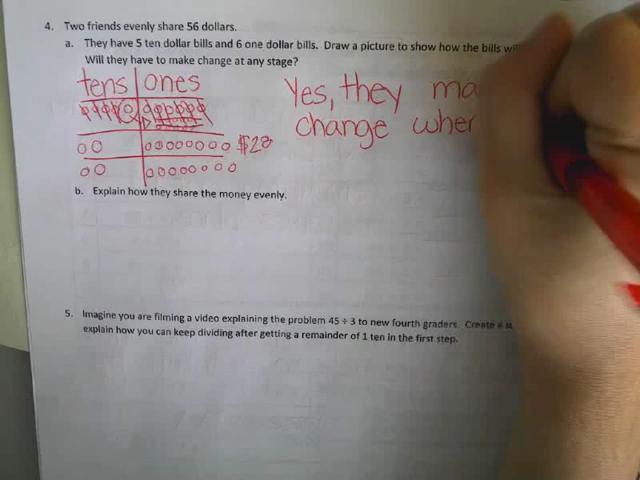 4. Two friends evenly share 56 dollars.
a. They have 5 ten dollar bills and 6 one dollar bills. Draw a picture to show how the bills
Will they have to make change at any stage?
tens ones
Yes, they
change
$28
b. Explain how they share the money evenly.
5. Imagine you are filming a video explaining the problem 45 ÷ 3 to new fourth graders. Create a
explain how you can keep dividing after getting a remainder of 1 ten in the first step.